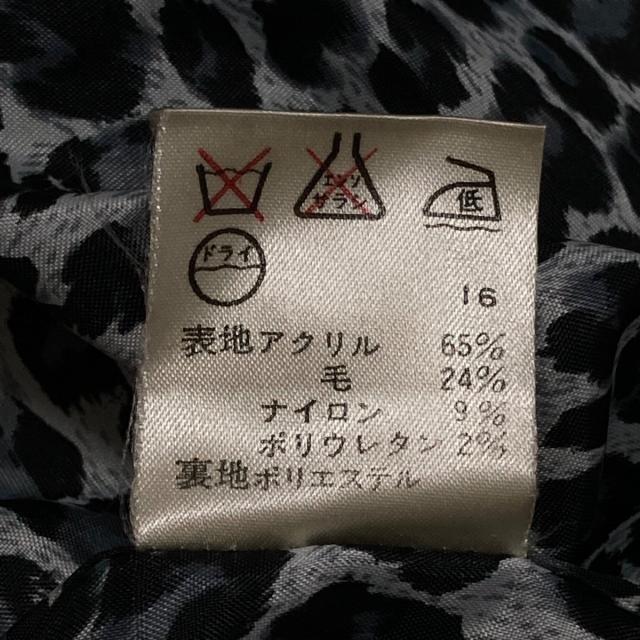 エンソ
サラシ
低
ドライ
16
表地 アクリル 65%
毛 24%
ナイロン 9%
ポリウレタン 2%
裏地 ポリエステル